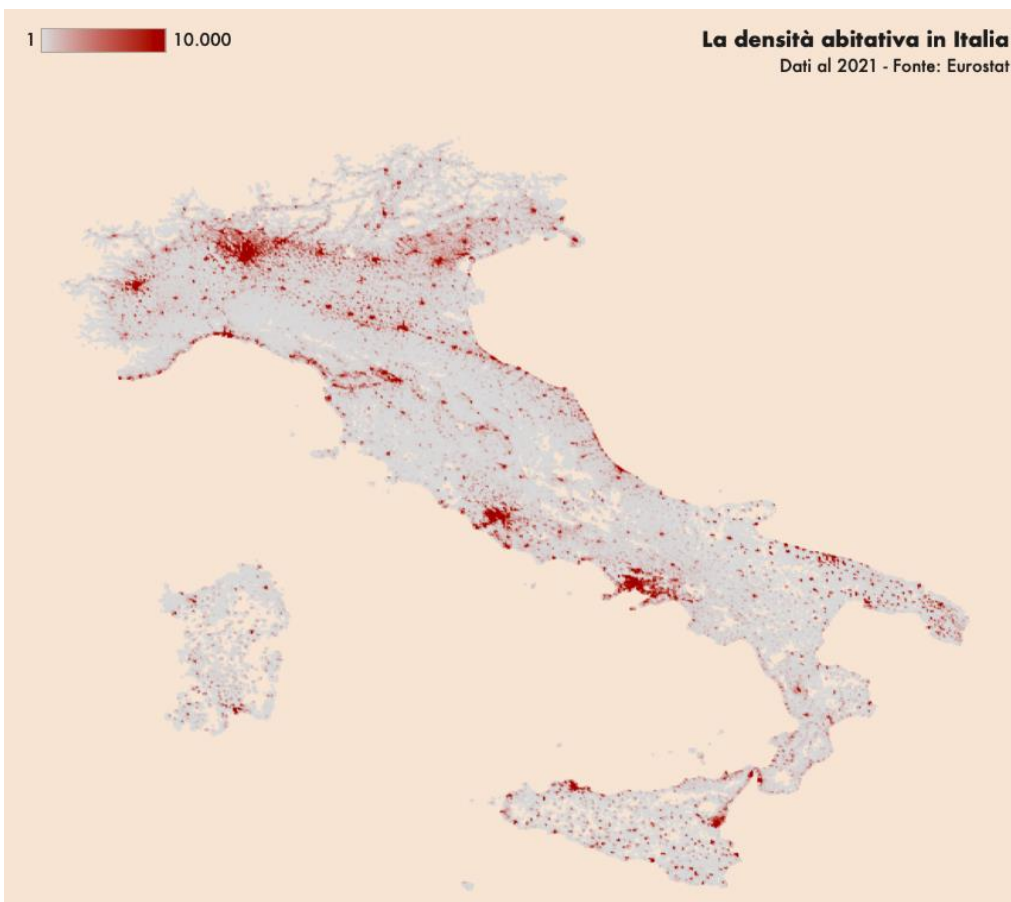 1 10.000
La densità abitativa in Italia
Dati al 2021 - Fonte: Eurostat